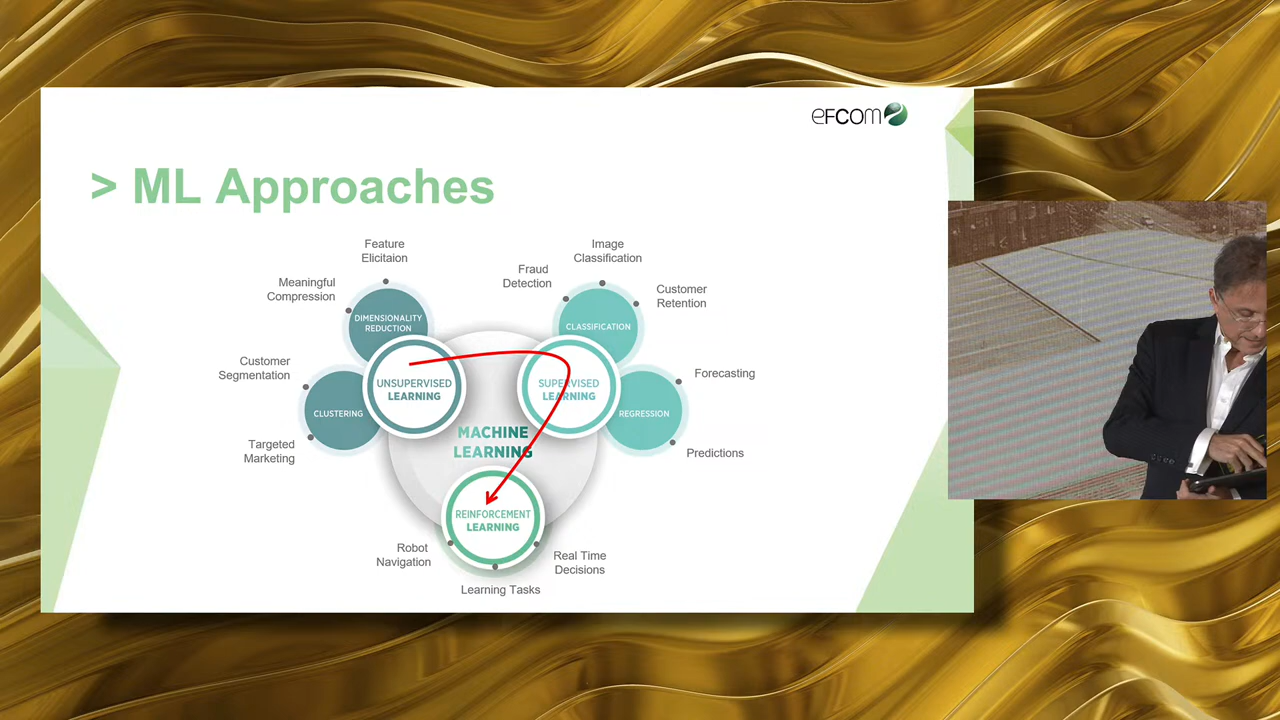 eFCOM
> ML Approaches
Feature
Elicitaion
Meaningful
Compression
DIMENSIONALITY
REDUCTION
Customer
Segmentation
CLUSTERING
Targeted
Marketing
UNSUPERVISED
LEARNING
Image
Classification
Fraud
Detection
Customer
Retention
CLASSIFICATION
SUPERVISED
LEARNING
Forecasting
REGRESSION
Predictions
MACHINE
LEARNING
REINFORCEMENT
LEARNING
Robot
Navigation
Real Time
Decisions
Learning Tasks